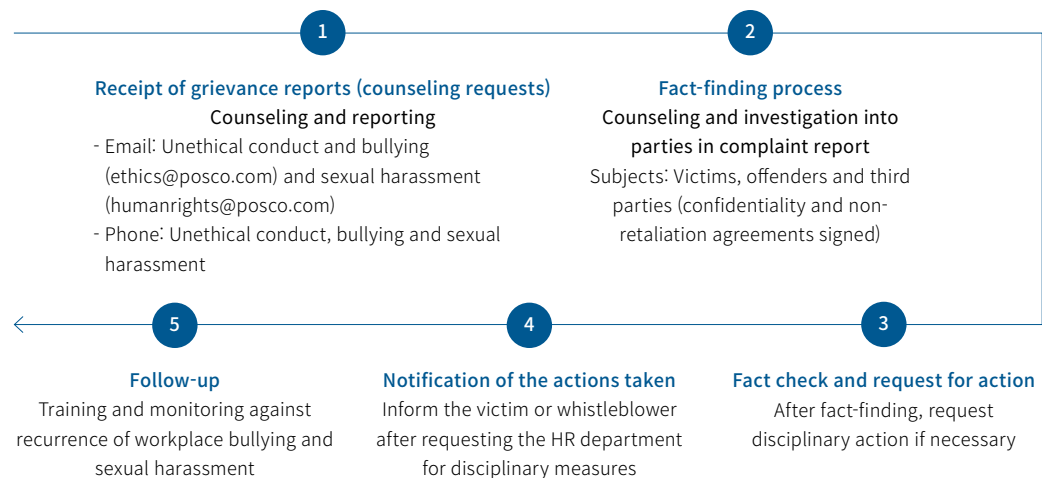 1
Receipt of grievance reports (counseling requests)
Counseling and reporting
- Email: Unethical conduct and bullying
(ethics@posco.com) and sexual harassment
(humanrights@posco.com)
- Phone: Unethical conduct, bullying and sexual
harassment
2
Fact-finding process
Counseling and investigation into
parties in complaint report
Subjects: Victims, offenders and third
parties (confidentiality and non-
retaliation agreements signed)
3
Fact check and request for action
After fact-finding, request
disciplinary action if necessary
4
Notification of the actions taken
Inform the victim or whistleblower
after requesting the HR department
for disciplinary measures
5
Follow-up
Training and monitoring against
recurrence of workplace bullying and
sexual harassment